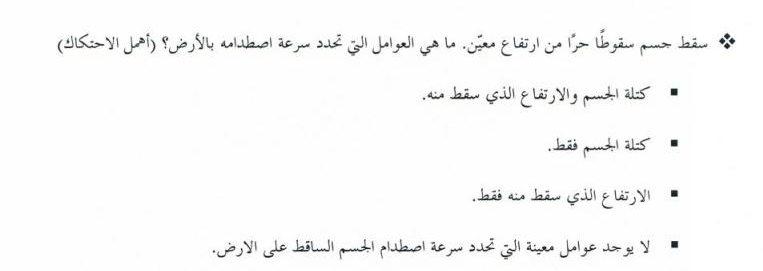 ❖ سقط جسم سقوطًا حرًا من ارتفاع معيّن. ما هي العوامل التي تحدد سرعة اصطدامه بالأرض؟ (أهمل الاحتكاك)
▪ كتلة الجسم والارتفاع الذي سقط منه.
▪ كتلة الجسم فقط.
▪ الارتفاع الذي سقط منه فقط.
▪ لا يوجد عوامل معينة التي تحدد سرعة اصطدام الجسم الساقط على الارض.